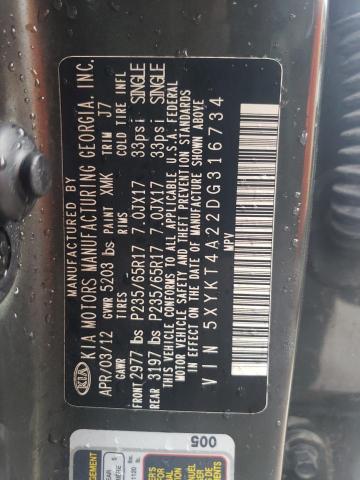 MANUFACTURED BY
KIA KIA MOTORS MANUFACTURING GEORGIA, INC.
APR/03/12 GVWR 5203 lbs PAINT XMK TRIM J7
GAWR TIRES RIMS COLD TIRE INFL
FRONT 2977 lbs P235/65R17 7.0JX17 33psi SINGLE
REAR 3197 lbs P235/65R17 7.0JX17 33psi SINGLE
THIS VEHICLE CONFORMS TO ALL APPLICABLE U.S.A. FEDERAL
MOTOR VEHICLE SAFETY AND BUMPER STANDARDS IN
EFFECT ON THE DATE OF MANUFACTURE SHOWN ABOVE
VIN 5XYKT4A22DG316734
MPV
005